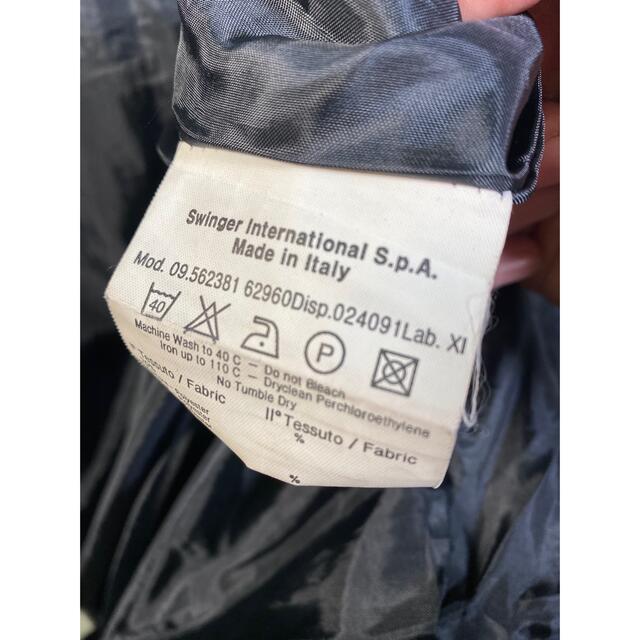 Swinger International S.p.A.
Made in Italy
Mod. 09.562381 62960Disp.024091Lab. XI
40 P
Machine Wash to 40 C – Do not Bleach
Iron up to 110 C – Dryclean Perchloroethylene
No Tumble Dry
Tessuto / Fabric
II° Tessuto / Fabric
Polyester
%
%